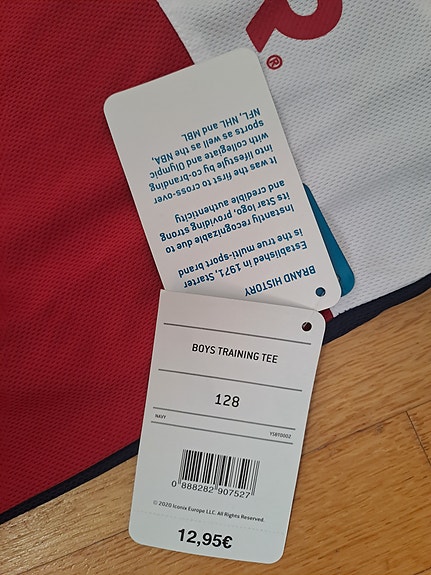 R®
BRAND HISTORY
Established in 1971, Starter
is the true multi-sport brand
Instantly recognizable due to
its Star logo, providing strong
and credible authenticity
It was the first to cross-over
into lifestyle by co-branding
with collegiate and Olympic
sports as well as the NBA,
NFL, NHL and MBL
BOYS TRAINING TEE
128
NAVY
YSBT0002
0 888282 907527
© 2020 Iconix Europe LLC. All Rights Reserved.
12,95€